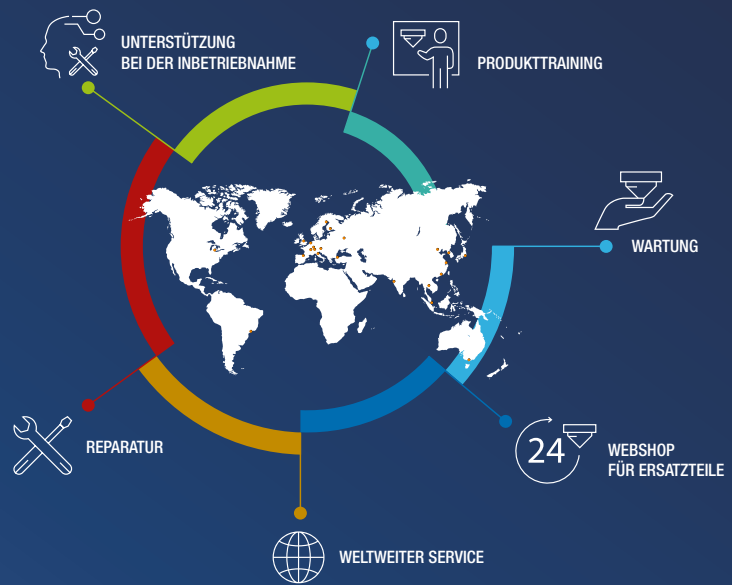 UNTERSTÜTZUNG
BEI DER INBETRIEBNAHME
PRODUKTTRAINING
WARTUNG
24
WEBSHOP
FÜR ERSATZTEILE
WELTWEITER SERVICE
REPARATUR